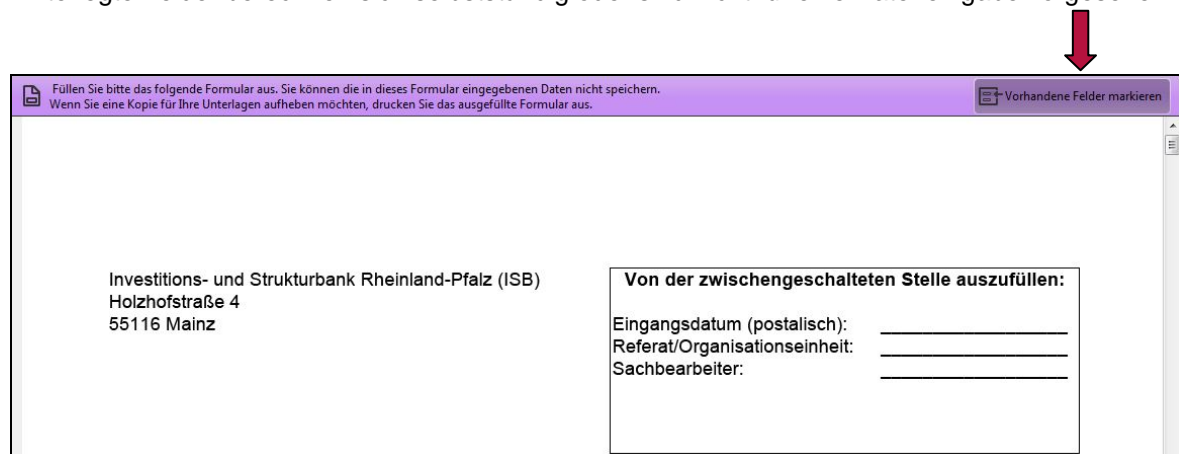 Füllen Sie bitte das folgende Formular aus. Sie können die in dieses Formular eingegebenen Daten nicht speichern.
Wenn Sie eine Kopie für Ihre Unterlagen aufheben möchten, drucken Sie das ausgefüllte Formular aus.
Vorhandene Felder markieren
Investitions- und Strukturbank Rheinland-Pfalz (ISB)
Holzhofstraße 4
55116 Mainz
Von der zwischengeschalteten Stelle auszufüllen:
Eingangsdatum (postalisch):
Referat/Organisationseinheit:
Sachbearbeiter: